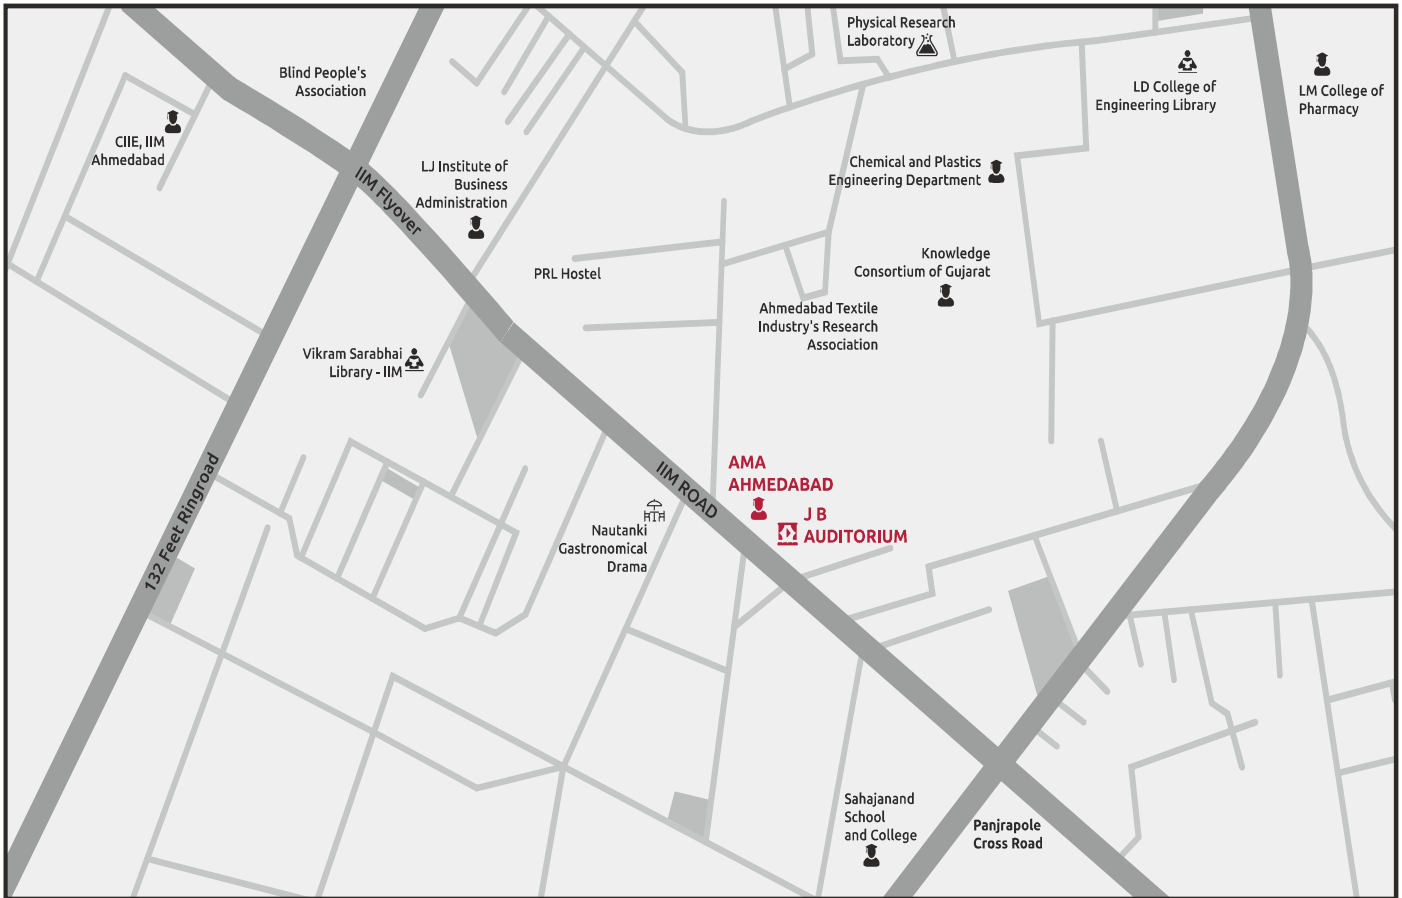 Physical Research
Laboratory
Blind People's
Association
LD College of
Engineering Library
LM College of
Pharmacy
CIIE, IIM
Ahmedabad
IIM Flyover
LJ Institute of
Business
Administration
Chemical and Plastics
Engineering Department
PRL Hostel
Knowledge
Consortium of Gujarat
Ahmedabad Textile
Industry's Research
Association
Vikram Sarabhai
Library - IIM
132 Feet Ringroad
IIM ROAD
AMA
AHMEDABAD
J B
AUDITORIUM
Nautanki
Gastronomical
Drama
Sahajanand
School
and College
Panjrapole
Cross Road